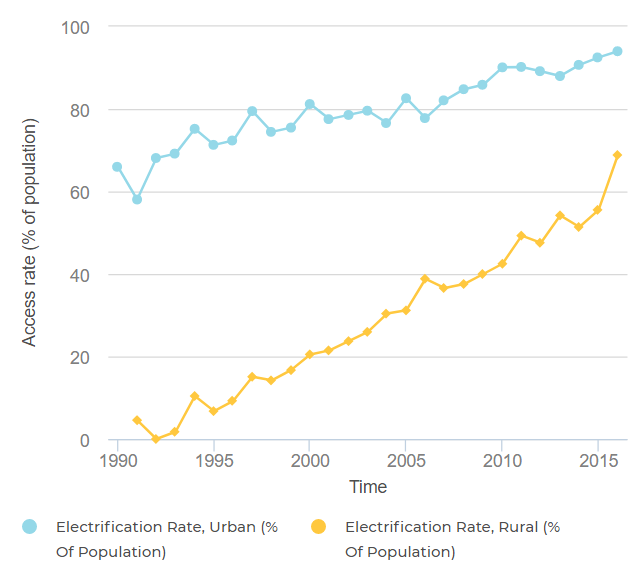 100
80
60
40
20
0
Access rate (% of population)
1990 1995 2000 2005 2010 2015
Time
Electrification Rate, Urban (%
Of Population)
Electrification Rate, Rural (%
Of Population)